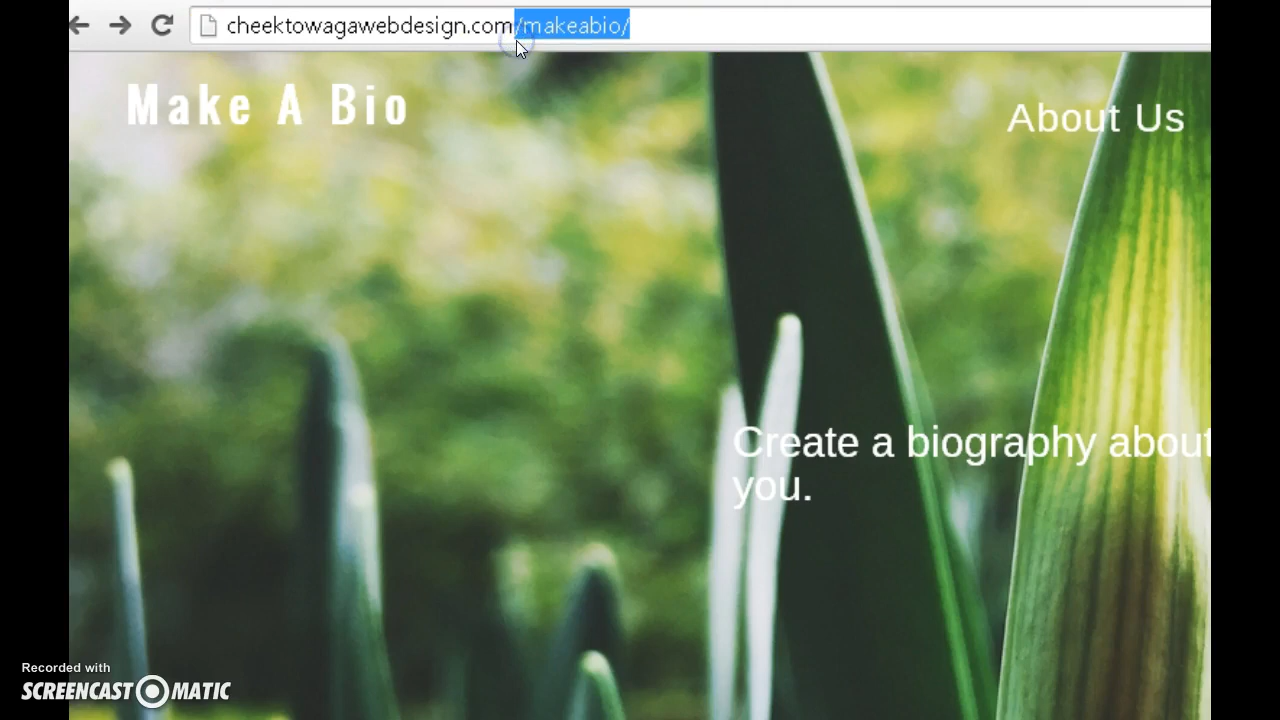 cheektowagawebdesign.com/makeabio/
Make A Bio
About Us
Create a biography about
you.
Recorded with
SCREENCAST O MATIC